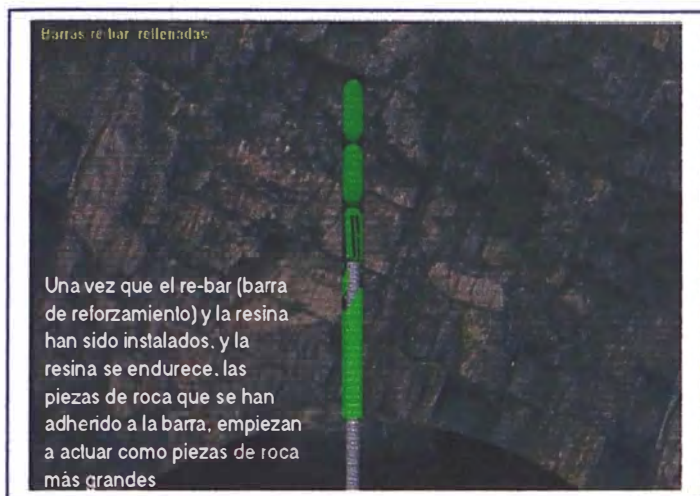 Barras re-bar rellenadas
Una vez que el re-bar (barra
de reforzamiento) y la resina
han sido instalados, y la
resina se endurece, las
piezas de roca que se han
adherido a la barra, empiezan
a actuar como piezas de roca
más grandes